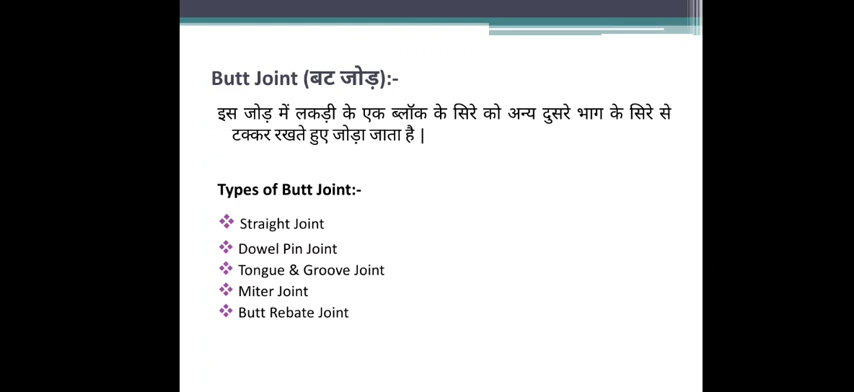 Butt Joint (बट जोड़):-
इस जोड़ में लकड़ी के एक ब्लॉक के सिरे को अन्य दुसरे भाग के सिरे से
टक्कर रखते हुए जोड़ा जाता है |
Types of Butt Joint:-
❖ Straight Joint
❖ Dowel Pin Joint
❖ Tongue & Groove Joint
❖ Miter Joint
❖ Butt Rebate Joint